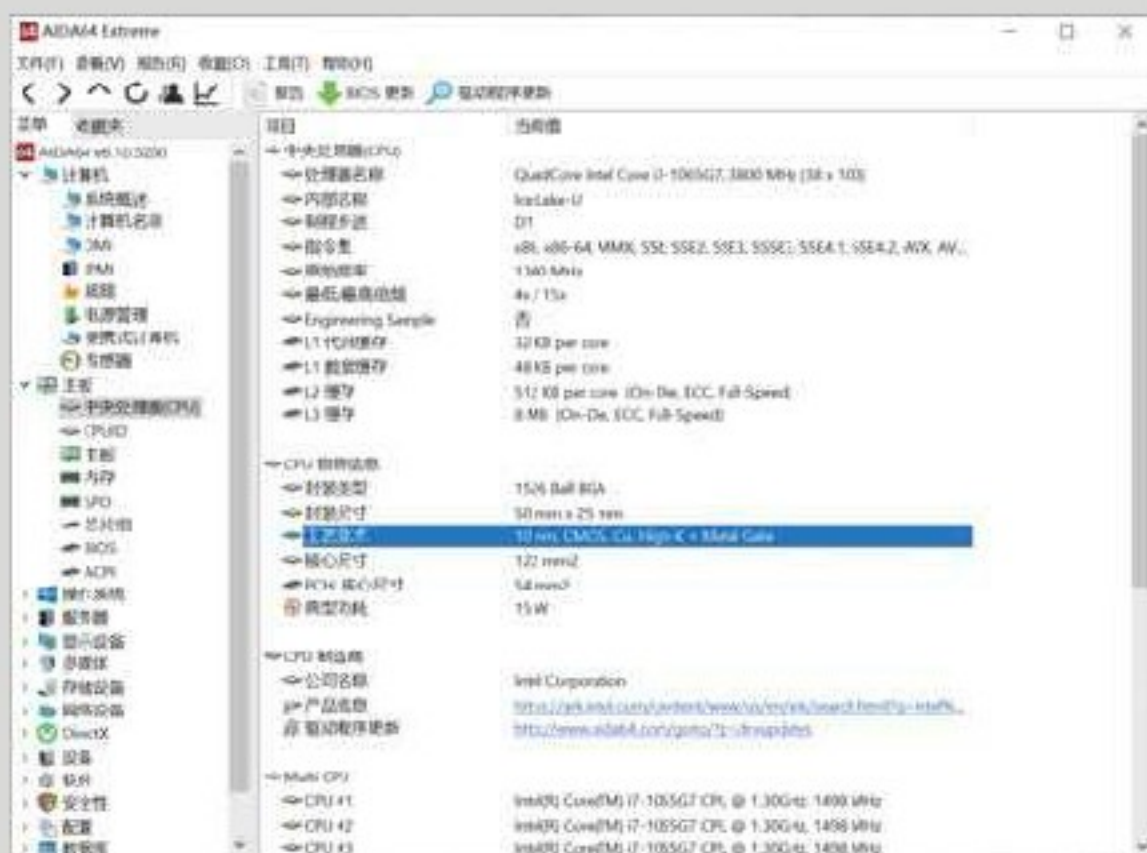 AIDA64 Extreme
文件(F) 查看(V) 报告(R) 收藏(O) 工具(T) 帮助(H)
报告 BIOS 更新 驱动程序更新
菜单 收藏夹
项目 当前值
AIDA64 v6.10.5200
计算机
系统概述
计算机名称
DMI
IPMI
超频
电源管理
便携式计算机
传感器
主板
中央处理器(CPU)
CPUID
主板
内存
SPD
芯片组
BIOS
ACPI
操作系统
服务器
显示设备
多媒体
存储设备
网络设备
DirectX
设备
软件
安全性
配置
数据库
中央处理器(CPU)
处理器名称 QuadCore Intel Core i7-1065G7, 3800 MHz (38 x 100)
内部名称 IceLake-U
制程步进 D1
指令集 x86, x86-64, MMX, SSE, SSE2, SSE3, SSSE3, SSE4.1, SSE4.2, AVX, AV...
原始频率
最低/最高倍频 4x / 15x
Engineering Sample 否
L1 代码缓存 32 KB per core
L1 数据缓存 48 KB per core
L2 缓存 512 KB per core (On-Die, ECC, Full-Speed)
L3 缓存 8 MB (On-Die, ECC, Full-Speed)
CPU 物理信息
封装类型 1526 Ball BGA
封装尺寸 50 mm x 25 mm
工艺技术 10 nm, CMOS, Cu, High-K + Metal Gate
核心尺寸 122 mm2
PCH 核心尺寸 54 mm2
典型功耗 15 W
CPU 制造商
公司名称 Intel Corporation
产品信息
驱动程序更新 http://www.aida64.com/goto/?p=drvupdates
Multi CPU
CPU #1 Intel(R) Core(TM) i7-1065G7 CPU @ 1.30GHz, 1498 MHz
CPU #2 Intel(R) Core(TM) i7-1065G7 CPU @ 1.30GHz, 1498 MHz
CPU #3 Intel(R) Core(TM) i7-1065G7 CPU @ 1.30GHz, 1498 MHz